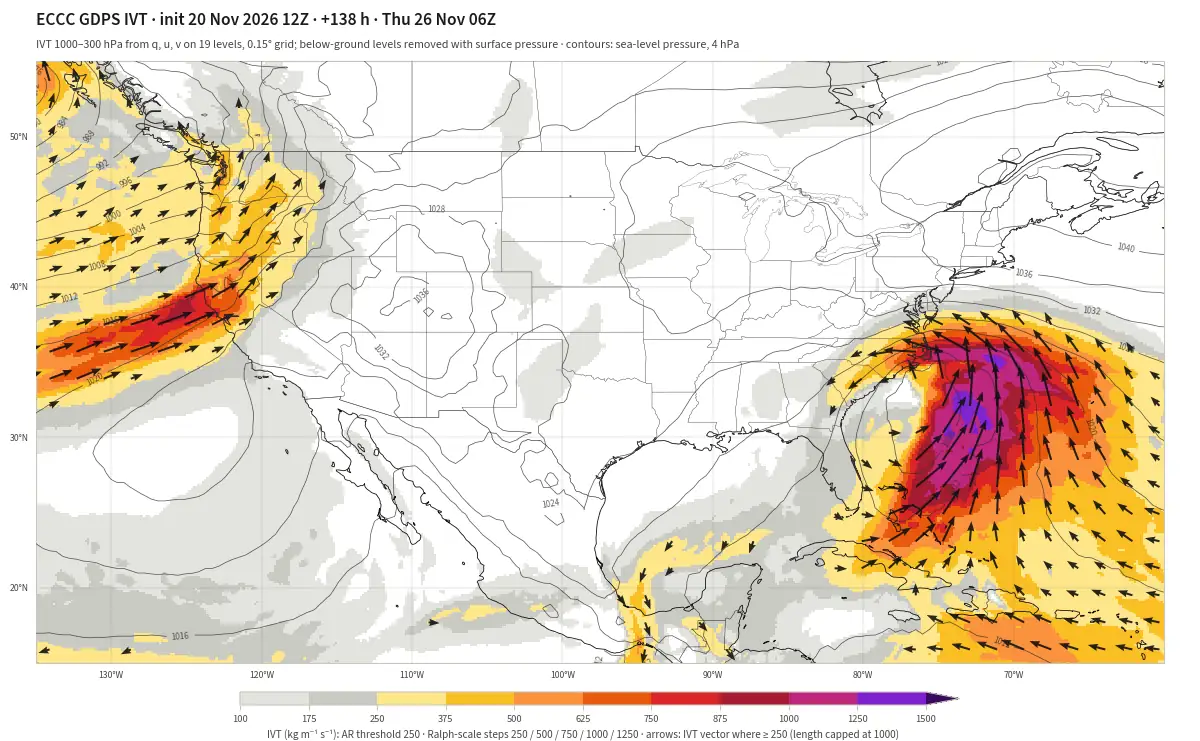 ECCC GDPS IVT · init 20 Nov 2026 12Z · +138 h · Thu 26 Nov 06Z
IVT 1000–300 hPa from q, u, v on 19 levels, 0.15° grid; below-ground levels removed with surface pressure · contours: sea-level pressure, 4 hPa
984
988
50°N
992
996
1028
1000
1004
1040
1008
1036
40°N
1012
1036
1032
1032
1020
1020
30°N
1024
20°N
1016
130°W
120°W
110°W
100°W
90°W
80°W
70°W
100
175
250
375
500
625
750
875
1000
1250
1500
IVT (kg m⁻¹ s⁻¹): AR threshold 250 · Ralph-scale steps 250 / 500 / 750 / 1000 / 1250 · arrows: IVT vector where ≥ 250 (length capped at 1000)